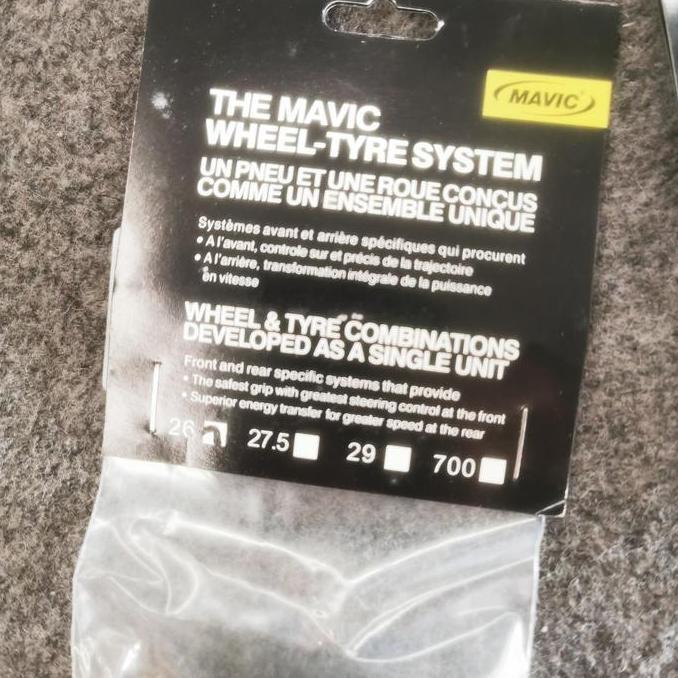 MAVIC
THE MAVIC
WHEEL-TYRE SYSTEM
UN PNEU ET UNE ROUE CONÇUS
COMME UN ENSEMBLE UNIQUE
Systèmes avant et arrière spécifiques qui procurent
• A l'avant, controle sur et précis de la trajectoire
• A l'arrière, transformation intégrale de la puissance
en vitesse
WHEEL & TYRE COMBINATIONS
DEVELOPED AS A SINGLE UNIT
Front and rear specific systems that provide
• The safest grip with greatest steering control at the front
• Superior energy transfer for greater speed at the rear
26 27.5 29 700